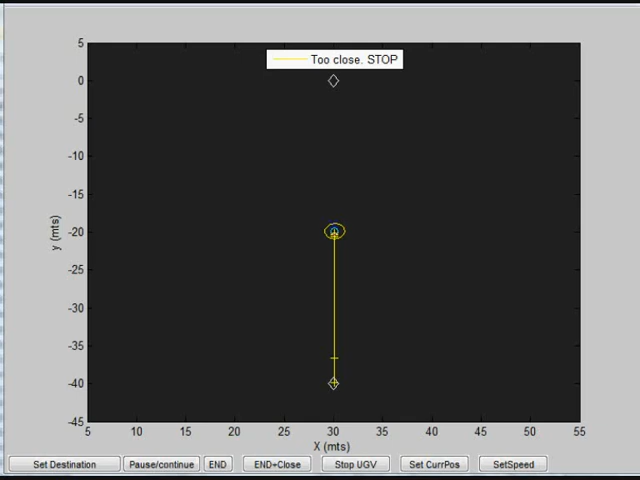 Too close. STOP
5
0
-5
-10
-15
-20
-25
-30
-35
-40
-45
y (mts)
5 10 15 20 25 30 35 40 45 50 55
X (mts)
Set Destination Pause/continue END END+Close Stop UGV Set CurrPos SetSpeed